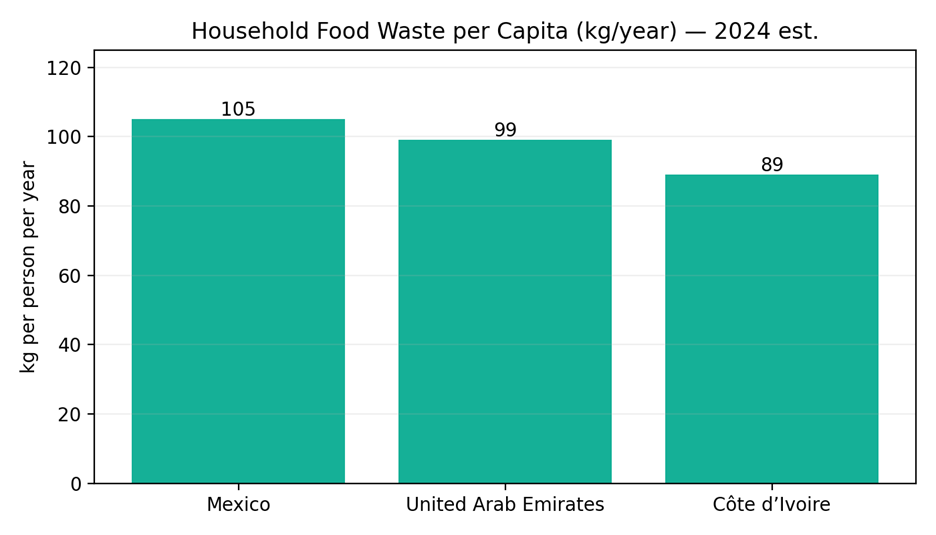 Household Food Waste per Capita (kg/year) — 2024 est.
kg per person per year
120
100
80
60
40
20
0
105
99
89
Mexico
United Arab Emirates
Côte d’Ivoire